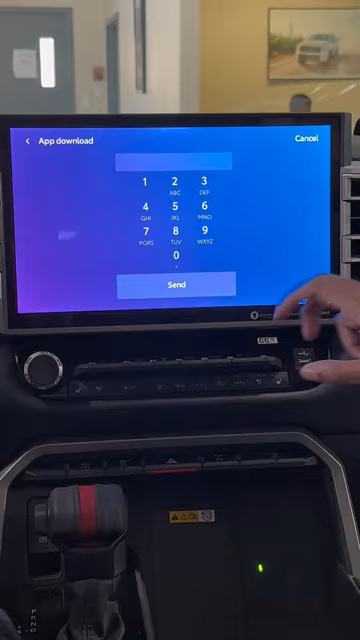 < App download
Cancel
1 2 3
ABC DEF
4 5 6
GHI JKL MNO
7 8 9
PQRS TUV WXYZ
0
Send
P
R
N
D